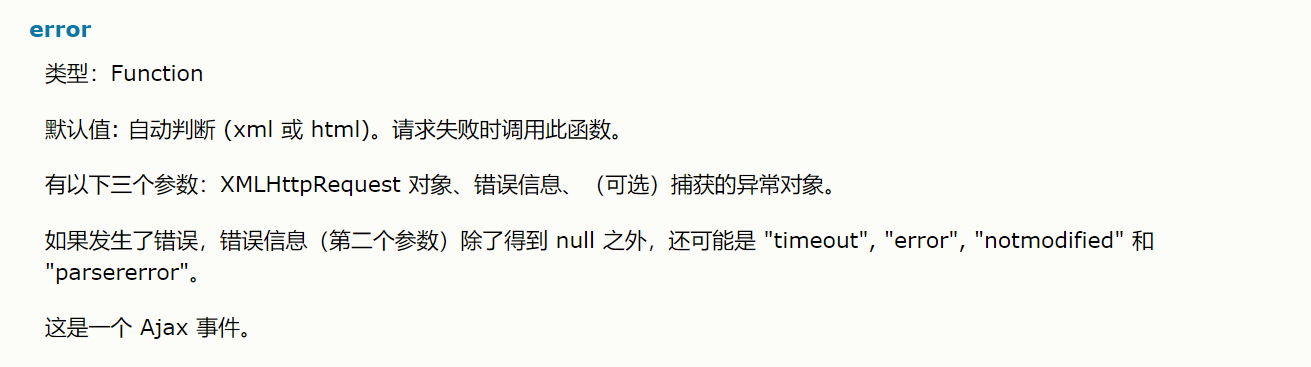 error
类型：Function
默认值: 自动判断 (xml 或 html)。请求失败时调用此函数。
有以下三个参数：XMLHttpRequest 对象、错误信息、（可选）捕获的异常对象。
如果发生了错误，错误信息（第二个参数）除了得到 null 之外，还可能是 "timeout", "error", "notmodified" 和
"parsererror"。
这是一个 Ajax 事件。